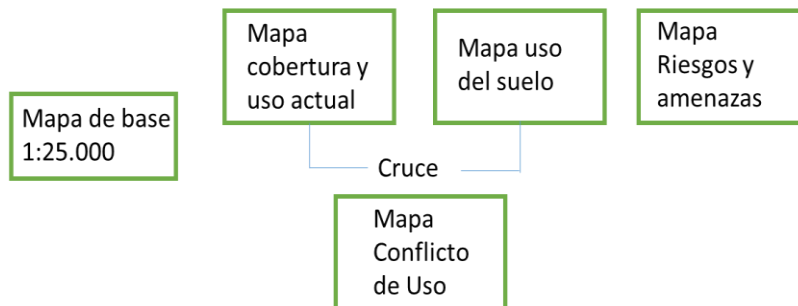 Mapa
cobertura y
uso actual
Mapa uso
del suelo
Mapa
Riesgos y
amenazas
Mapa de base
1:25.000
Cruce
Mapa
Conflicto
de Uso